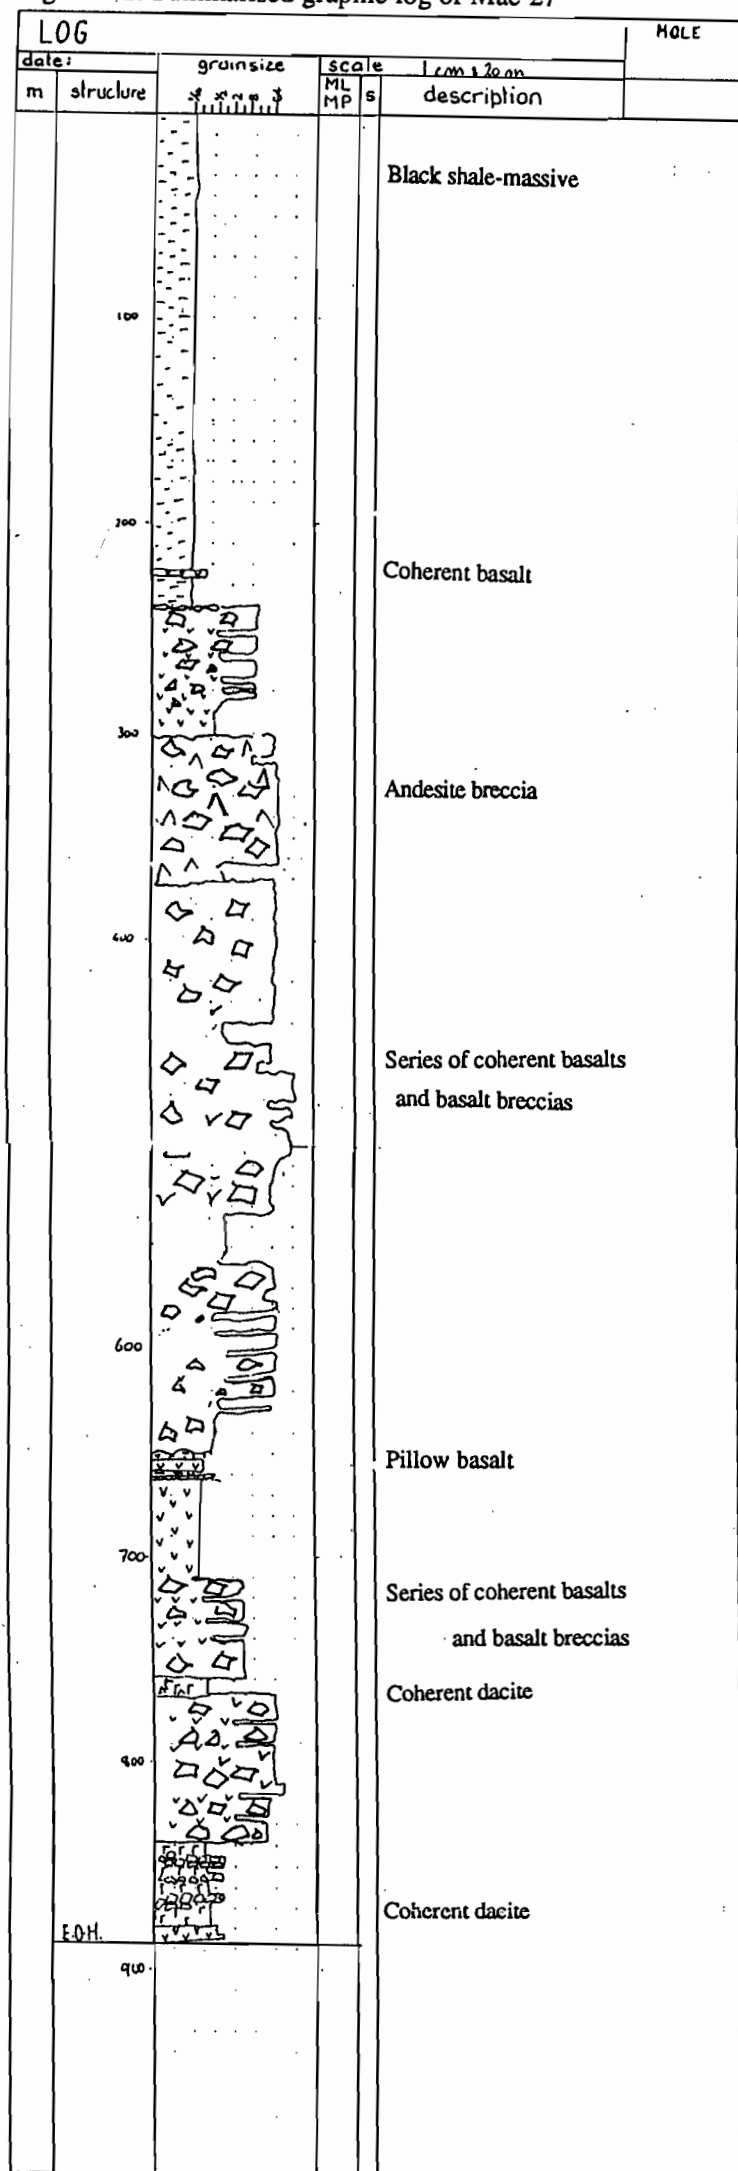 LOG
HOLE
date:
grainsize
scale
1 cm : 20 m
m
structure
ML
MP
s
description
Black shale-massive
100
200
Coherent basalt
300
Andesite breccia
400
Series of coherent basalts
and basalt breccias
600
Pillow basalt
700
Series of coherent basalts
and basalt breccias
Coherent dacite
800
Coherent dacite
E.O.H.
900